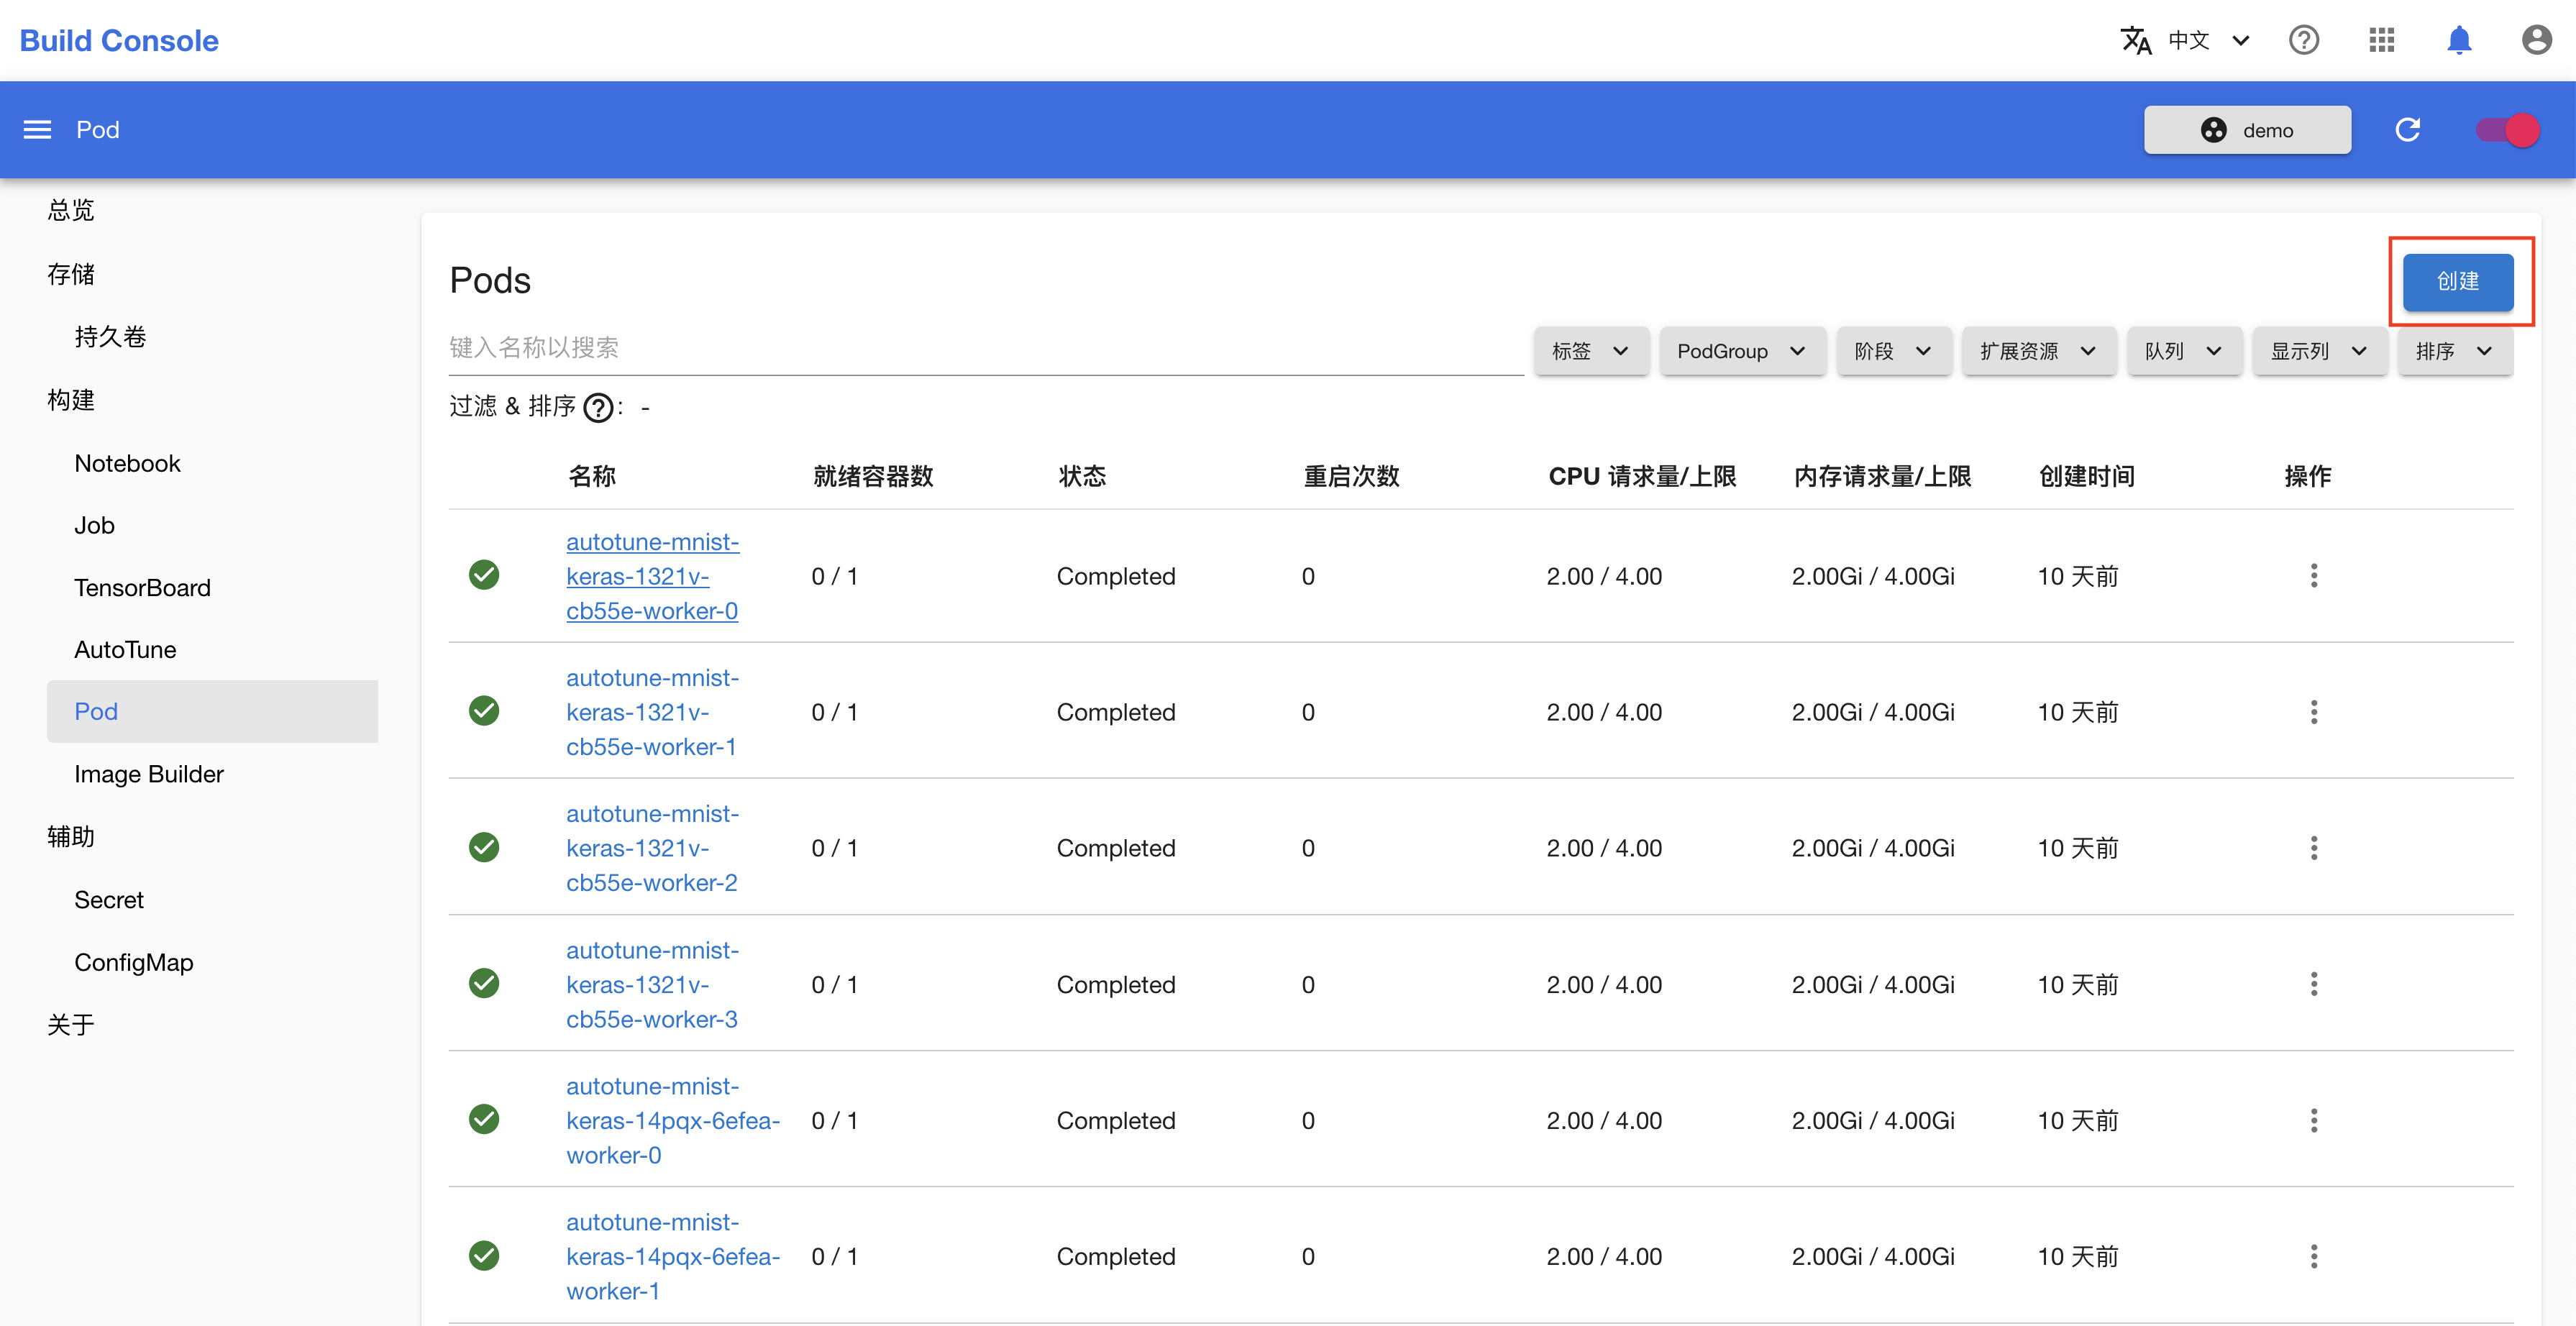 Build Console
中文
Pod
demo
总览
存储
持久卷
构建
Notebook
Job
TensorBoard
AutoTune
Pod
Image Builder
辅助
Secret
ConfigMap
关于
Pods
创建
键入名称以搜索
标签 PodGroup 阶段 扩展资源 队列 显示列 排序
过滤 & 排序 : -
名称 就绪容器数 状态 重启次数 CPU 请求量/上限 内存请求量/上限 创建时间 操作
autotune-mnist-
keras-1321v- 0 / 1 Completed 0 2.00 / 4.00 2.00Gi / 4.00Gi 10 天前
cb55e-worker-0
autotune-mnist-
keras-1321v- 0 / 1 Completed 0 2.00 / 4.00 2.00Gi / 4.00Gi 10 天前
cb55e-worker-1
autotune-mnist-
keras-1321v- 0 / 1 Completed 0 2.00 / 4.00 2.00Gi / 4.00Gi 10 天前
cb55e-worker-2
autotune-mnist-
keras-1321v- 0 / 1 Completed 0 2.00 / 4.00 2.00Gi / 4.00Gi 10 天前
cb55e-worker-3
autotune-mnist-
keras-14pqx-6efea- 0 / 1 Completed 0 2.00 / 4.00 2.00Gi / 4.00Gi 10 天前
worker-0
autotune-mnist-
keras-14pqx-6efea- 0 / 1 Completed 0 2.00 / 4.00 2.00Gi / 4.00Gi 10 天前
worker-1